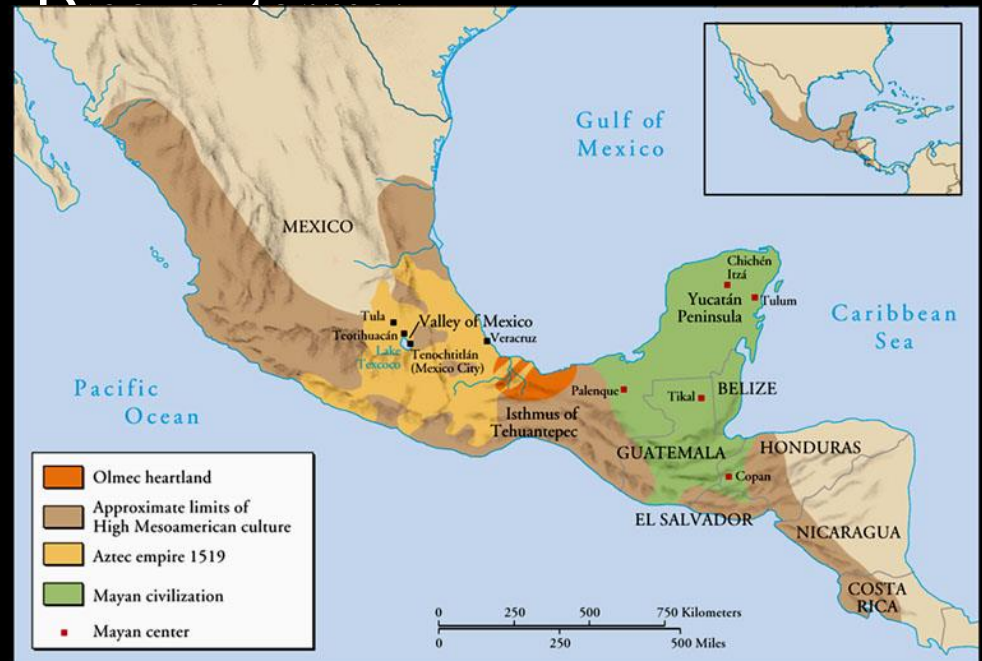 Gulf of
Mexico
MEXICO
Chichén
Itzá
Yucatán
Peninsula
Tulum
Caribbean
Sea
Tula
Valley of Mexico
Teotihuacán
Veracruz
Lake
Texcoco
Tenochtitlán
(Mexico City)
Pacific
Ocean
Palenque
Tikal
BELIZE
Isthmus of
Tehuantepec
GUATEMALA
HONDURAS
Copan
EL SALVADOR
NICARAGUA
COSTA
RICA
Olmec heartland
Approximate limits of
High Mesoamerican culture
Aztec empire 1519
Mayan civilization
Mayan center
0 250 500 750 Kilometers
0 250 500 Miles